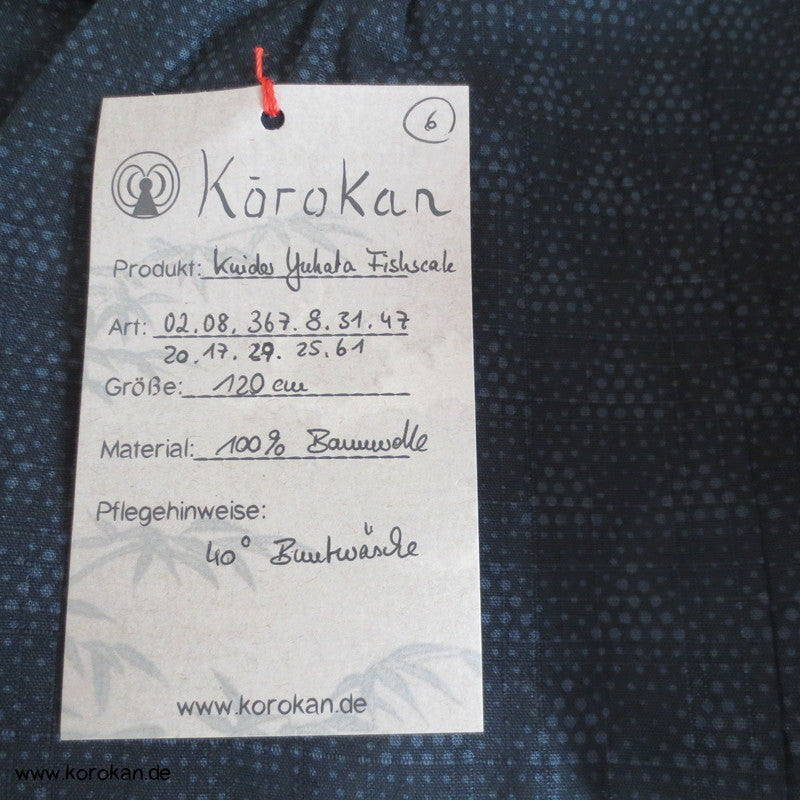 6
Kōrokan
Produkt: Kinder Yukata Fishscale
Art: 02.08.367.8.31.47
20.17.29.25.61
Größe: 120 cm
Material: 100% Baumwolle
Pflegehinweise:
40° Buntwäsche
www.korokan.de
www.korokan.de